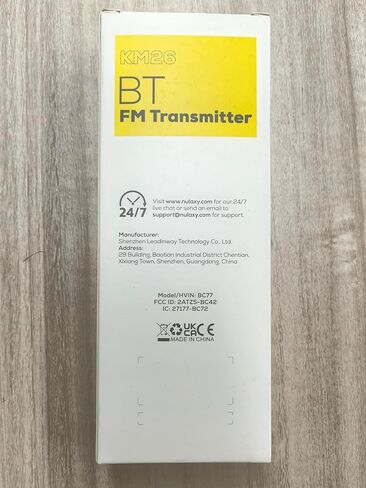 KM26
BT
FM Transmitter
24/7
Visit www.nulaxy.com for our 24/7
live chat or send an email to
support@nulaxy.com for support.
Manufacturer:
Shenzhen Leadinway Technology Co., Ltd.
Address:
29 Building, Baotian Industrial District Chentian,
Xixiang Town, Shenzhen, Guangdong, China
Model/HVIN: BC77
FCC ID: 2ATZS-BC42
IC: 27177-BC72
UK CA CE
MADE IN CHINA